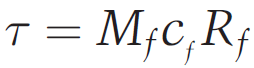 τ = M_f c_f R_f